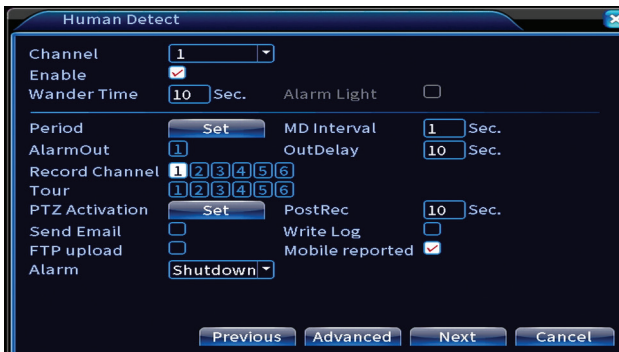 Human Detect
Channel 1
Enable
Wander Time 10 Sec. Alarm Light
Period Set MD Interval 1 Sec.
AlarmOut 1 OutDelay 10 Sec.
Record Channel 1 2 3 4 5 6
Tour 1 2 3 4 5 6
PTZ Activation Set PostRec 10 Sec.
Send Email Write Log
FTP upload Mobile reported
Alarm Shutdown
Previous Advanced Next Cancel